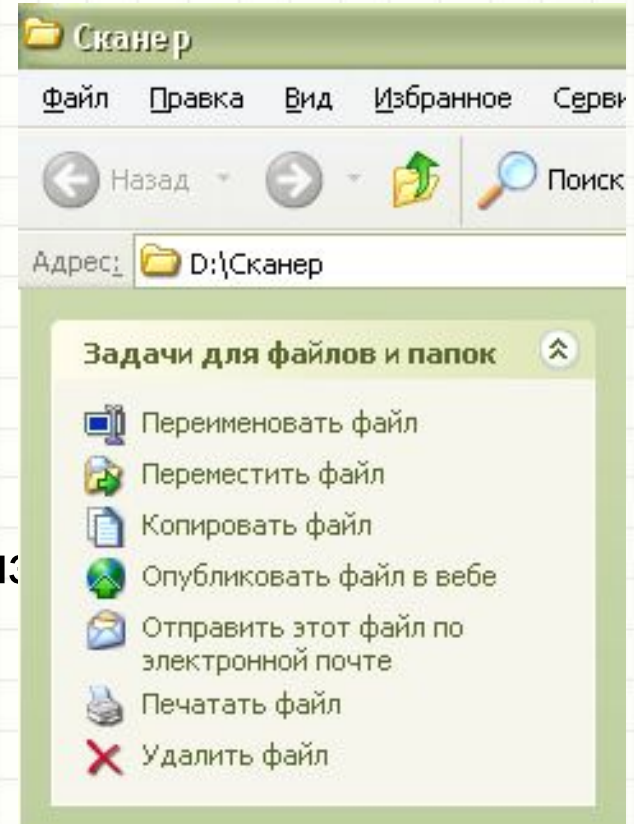 Сканер
Файл Правка Вид Избранное
Назад Поиск
Адрес: D:\Сканер
Задачи для файлов и папок
Переименовать файл
Переместить файл
Копировать файл
Опубликовать файл в вебе
Отправить этот файл по
электронной почте
Печатать файл
Удалить файл